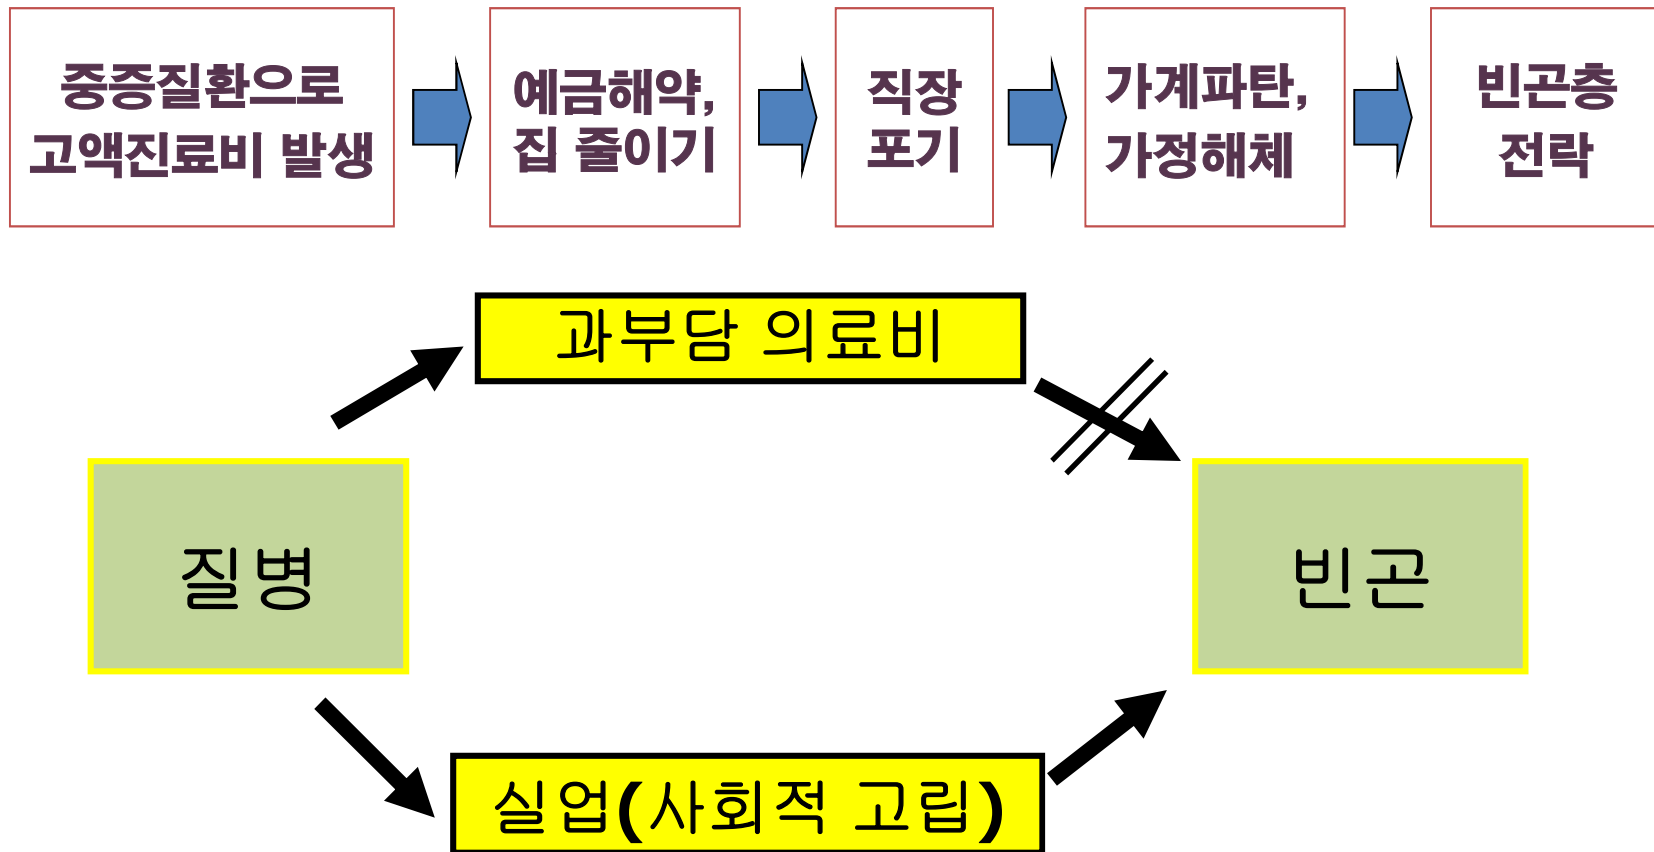 중증질환으로
고액진료비 발생
예금해약,
집 줄이기
직장
포기
가계파탄,
가정해체
빈곤층
전락
과부담 의료비
질병
빈곤
실업(사회적 고립)